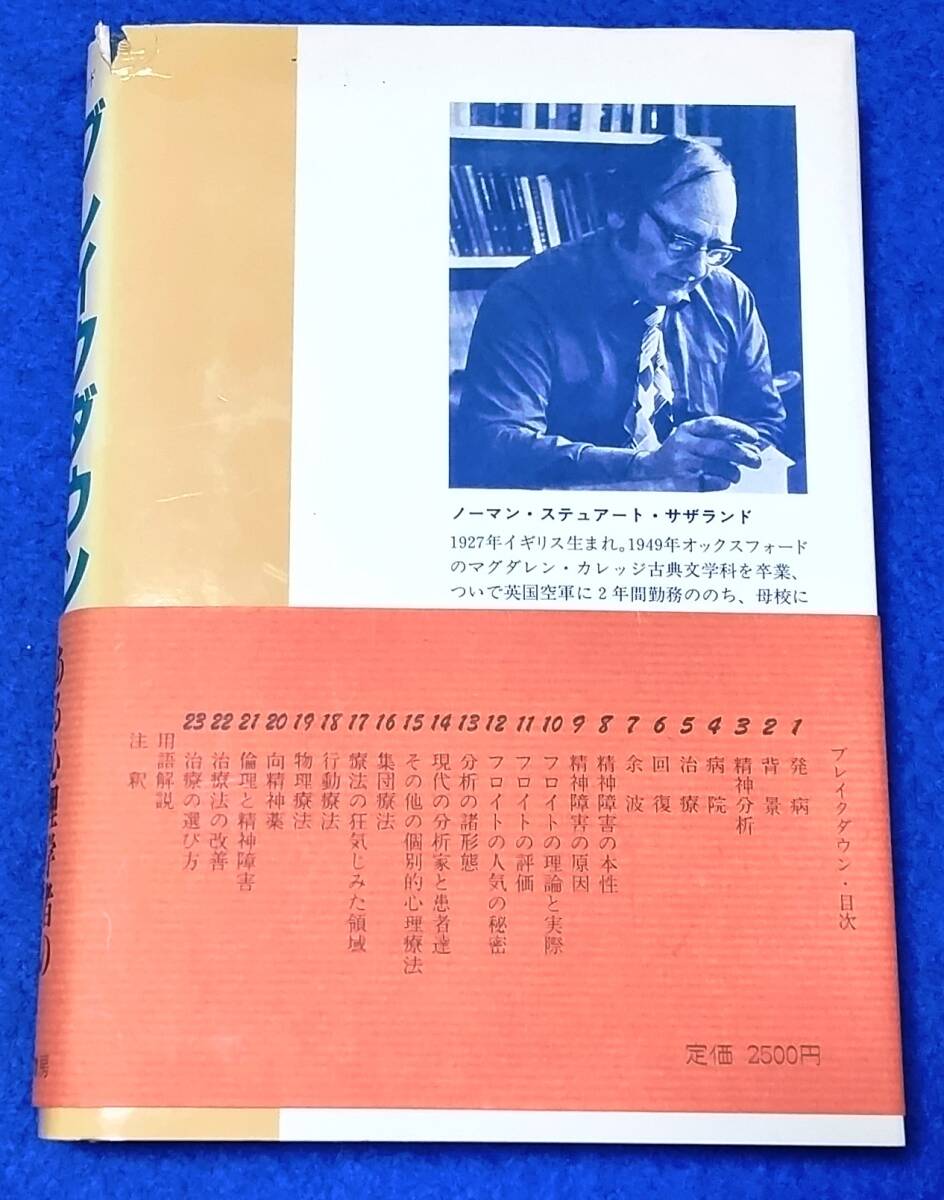 ブレイクダウン
ノーマン・ステュアート・サザランド
1927年イギリス生まれ。1949年オックスフォード
のマグダレン・カレッジ古典文学科を卒業、
ついで英国空軍に2年間勤務ののち、母校に
ブレイクダウン・目次
1 発病
2 背景
3 精神分析
4 病院
5 治療
6 回復
7 余波
8 精神障害の本性
9 精神障害の原因
10 フロイトの理論と実際
11 フロイトの評価
12 フロイトの人気の秘密
13 分析の諸形態
14 現代の分析家と患者達
15 その他の個別的心理療法
16 集団療法
17 療法の狂気じみた領域
18 行動療法
19 物理療法
20 向精神薬
21 倫理と精神障害
22 治療法の改善
23 治療の選び方
用語解説
注釈
定価 2500円